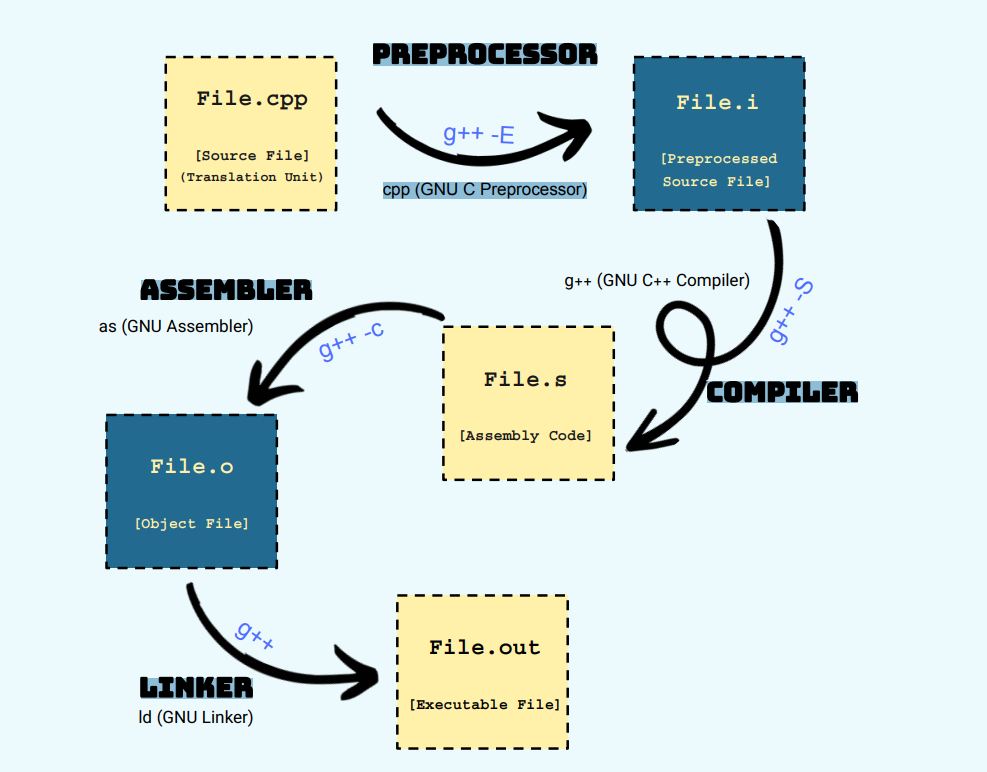 PREPROCESSOR
File.cpp
[Source File]
(Translation Unit)
g++ -E
cpp (GNU C Preprocessor)
File.i
[Preprocessed
Source File]
g++ (GNU C++ Compiler)
g++ -S
COMPILER
File.s
[Assembly Code]
ASSEMBLER
as (GNU Assembler)
g++ -c
File.o
[Object File]
g++
LINKER
ld (GNU Linker)
File.out
[Executable File]